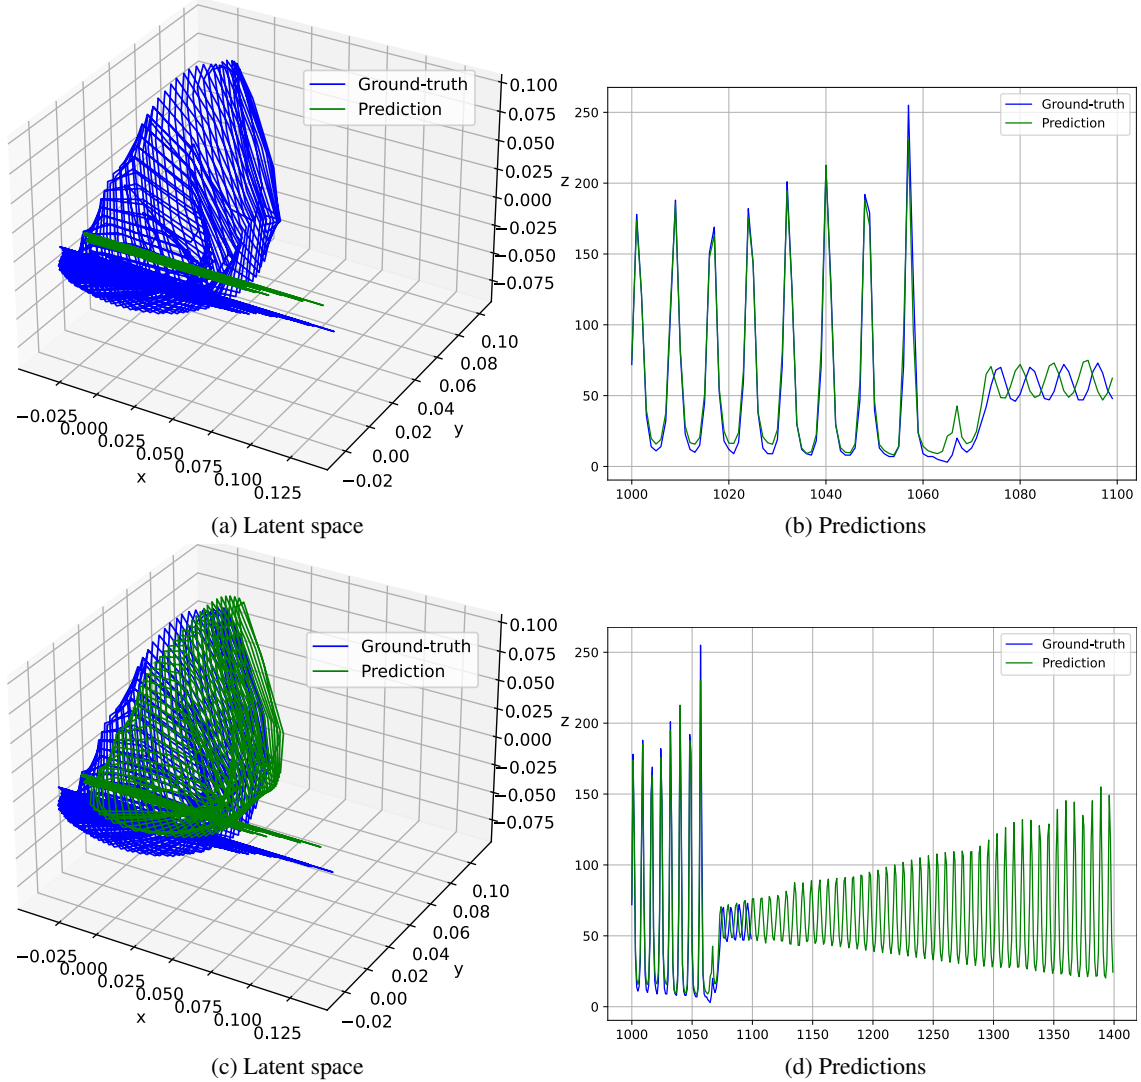 Ground-truth
Prediction
0.100
0.075
0.050
0.025
0.000
−0.025
−0.050
−0.075
0.10
0.08
0.06
0.04
0.02
0.00
−0.02
y
−0.025
0.000
0.025
0.050
0.075
0.100
0.125
x
(a) Latent space
Ground-truth
Prediction
z
250
200
150
100
50
0
1000 1020 1040 1060 1080 1100
(b) Predictions
Ground-truth
Prediction
0.100
0.075
0.050
0.025
0.000
−0.025
−0.050
−0.075
0.10
0.08
0.06
0.04
0.02
0.00
−0.02
y
−0.025
0.000
0.025
0.050
0.075
0.100
0.125
x
(c) Latent space
Ground-truth
Prediction
z
250
200
150
100
50
0
1000 1050 1100 1150 1200 1250 1300 1350 1400
(d) Predictions